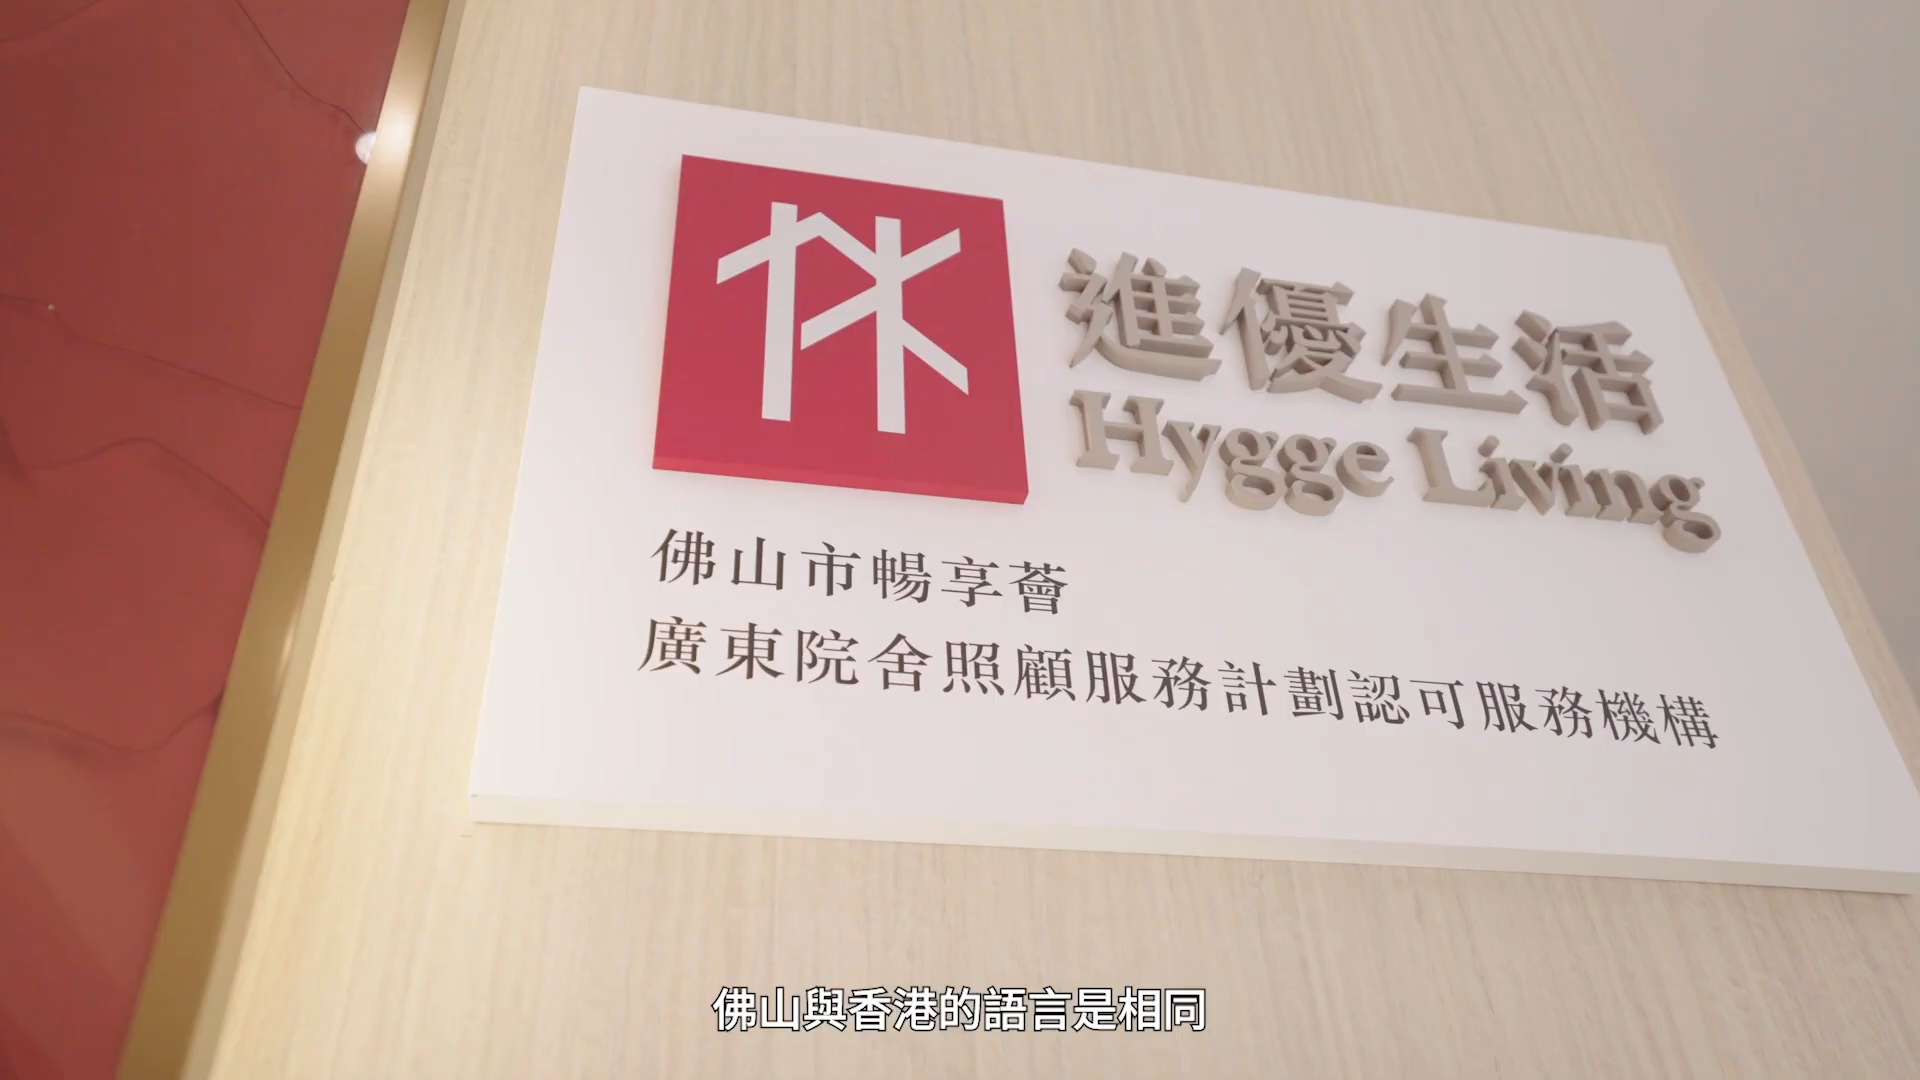 進優生活
Hygge Living
佛山市暢享薈
廣東院舍照顧服務計劃認可服務機構
佛山與香港的語言是相同